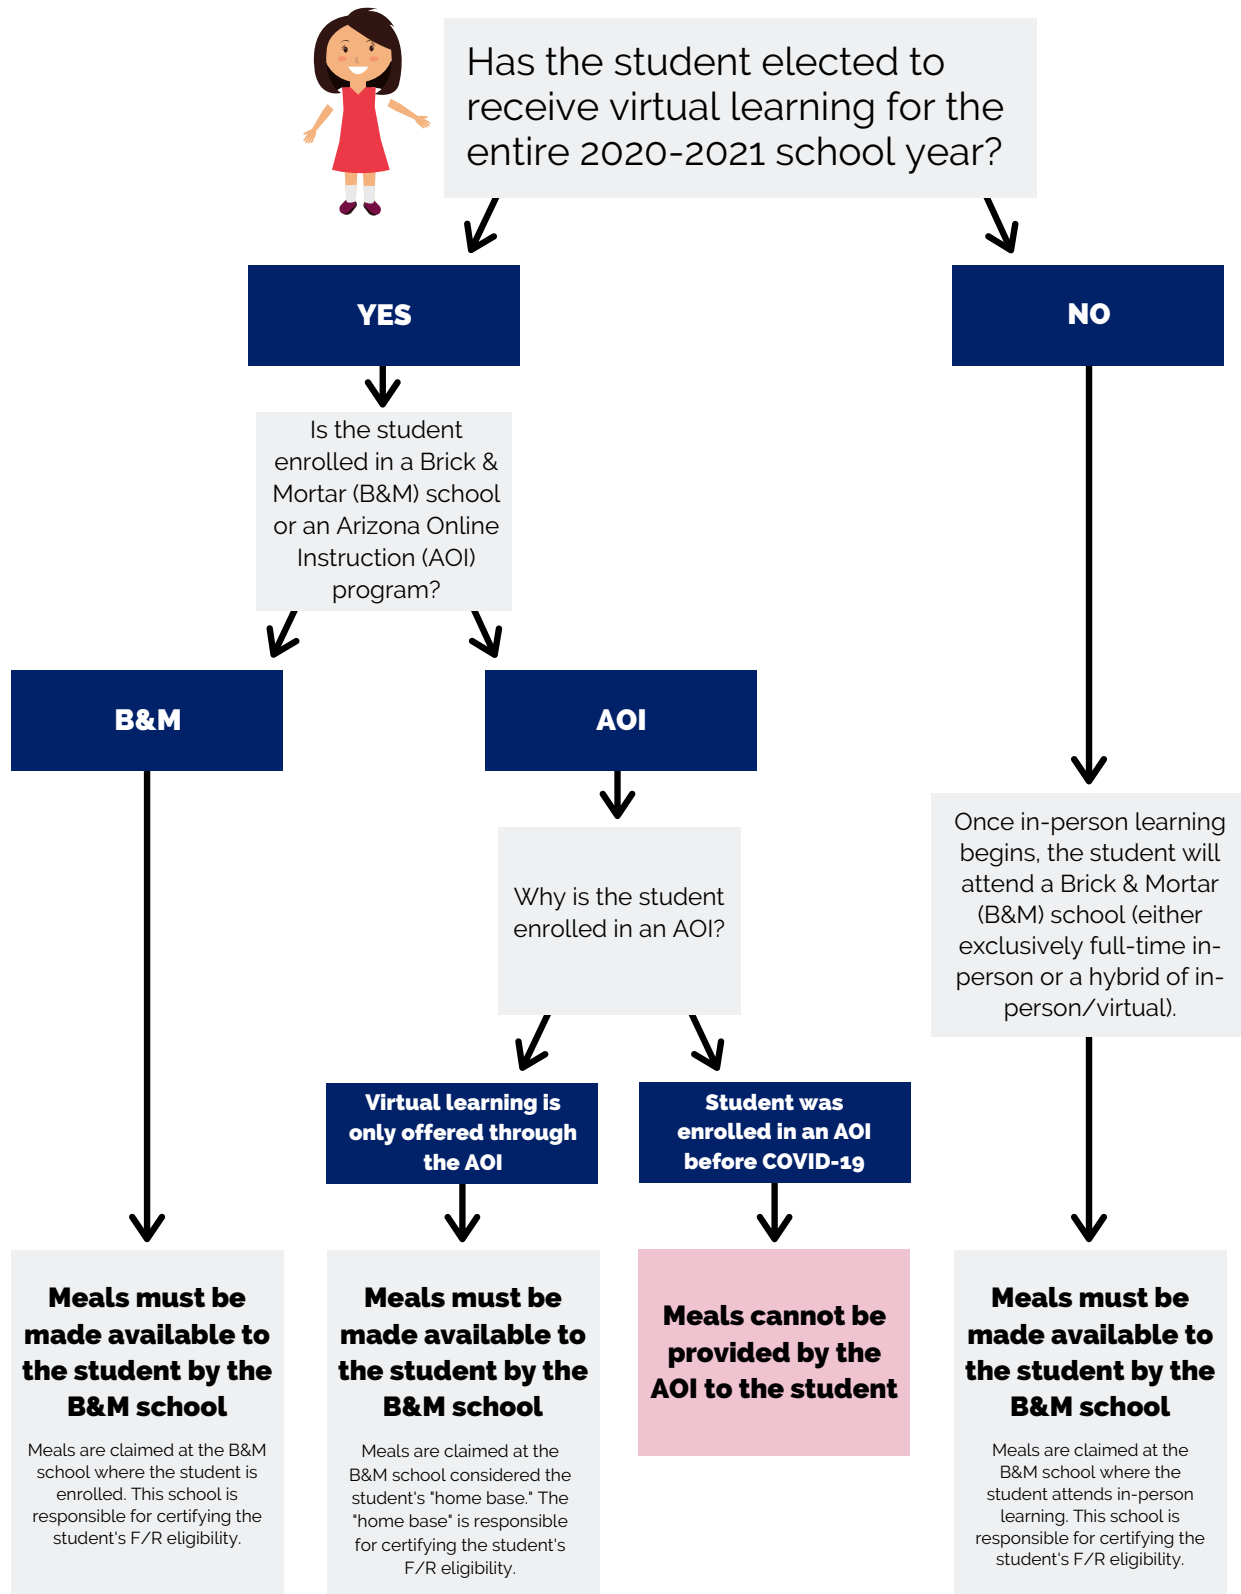 Has the student elected to
receive virtual learning for the
entire 2020-2021 school year?
YES
NO
Is the student
enrolled in a Brick &
Mortar (B&M) school
or an Arizona Online
Instruction (AOI)
program?
B&M
AOI
Why is the student
enrolled in an AOI?
Once in-person learning
begins, the student will
attend a Brick & Mortar
(B&M) school (either
exclusively full-time in-
person or a hybrid of in-
person/virtual).
Virtual learning is
only offered through
the AOI
Student was
enrolled in an AOI
before COVID-19
Meals must be
made available to
the student by the
B&M school
Meals are claimed at the B&M
school where the student is
enrolled. This school is
responsible for certifying the
student's F/R eligibility.
Meals must be
made available to
the student by the
B&M school
Meals are claimed at the
B&M school considered the
student's "home base." The
"home base" is responsible
for certifying the student's
F/R eligibility.
Meals cannot be
provided by the
AOI to the student
Meals must be
made available to
the student by the
B&M school
Meals are claimed at the
B&M school where the
student attends in-person
learning. This school is
responsible for certifying the
student's F/R eligibility.